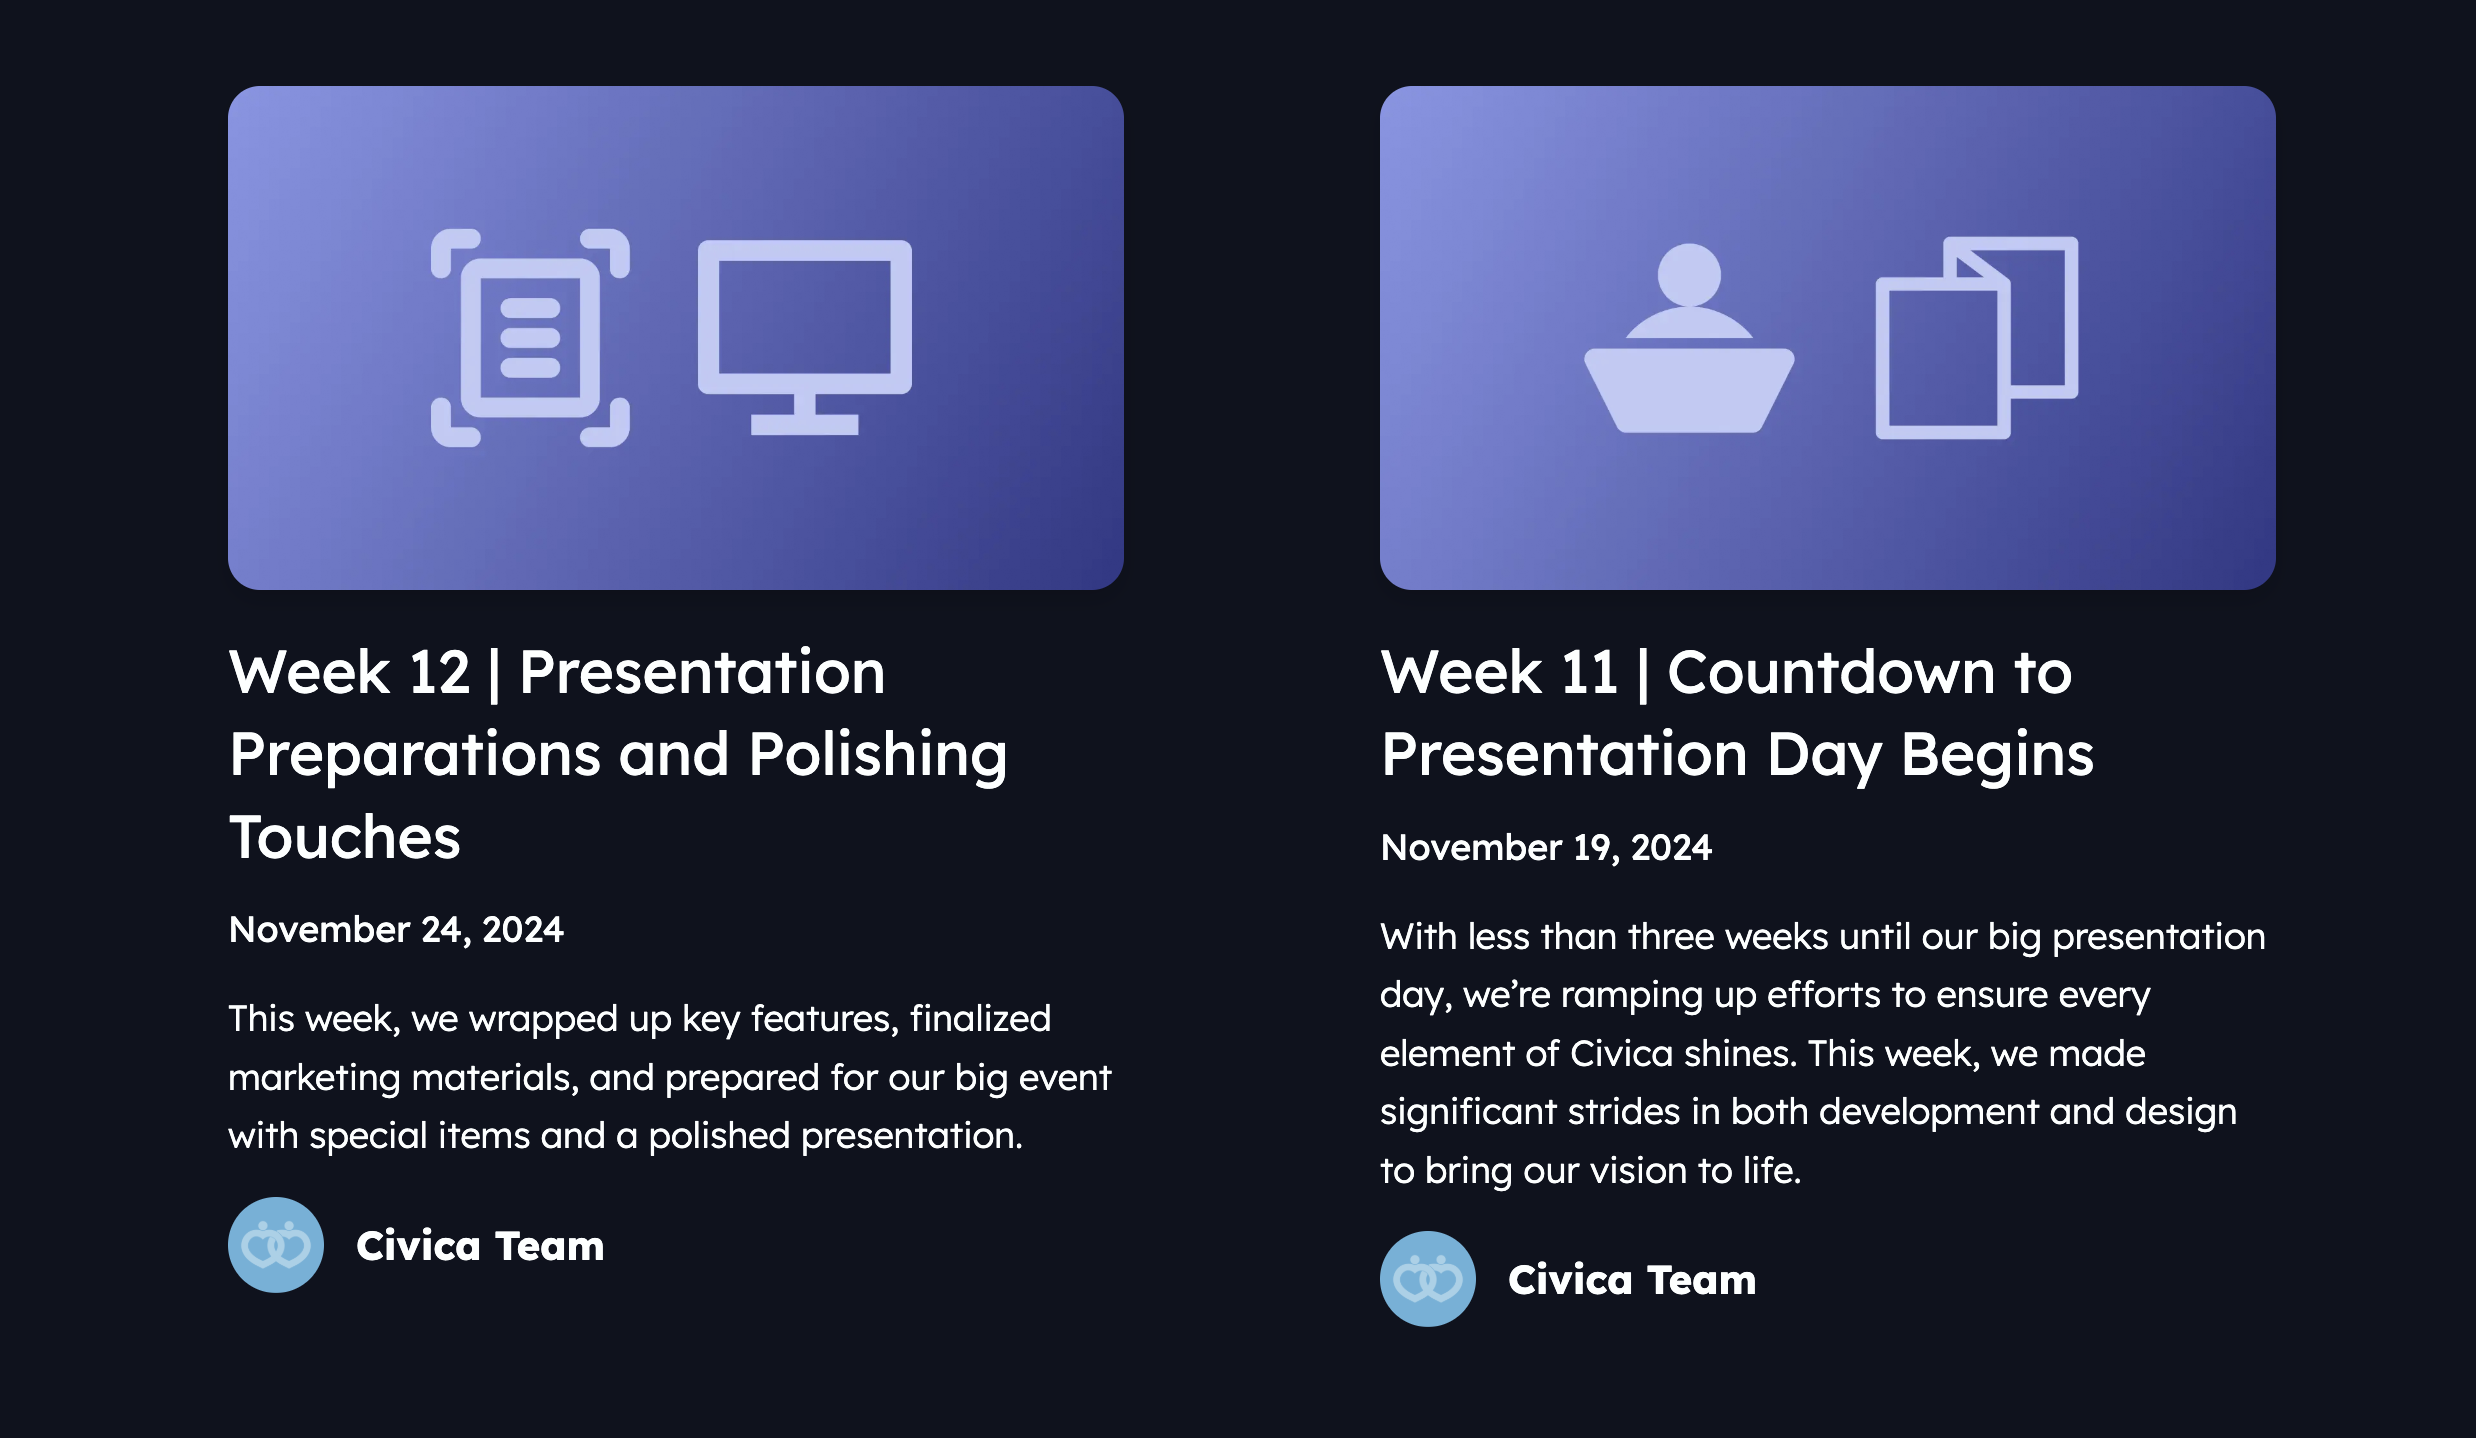 Week 12 | Presentation
Preparations and Polishing
Touches
November 24, 2024
This week, we wrapped up key features, finalized
marketing materials, and prepared for our big event
with special items and a polished presentation.
Civica Team
Week 11 | Countdown to
Presentation Day Begins
November 19, 2024
With less than three weeks until our big presentation
day, we’re ramping up efforts to ensure every
element of Civica shines. This week, we made
significant strides in both development and design
to bring our vision to life.
Civica Team